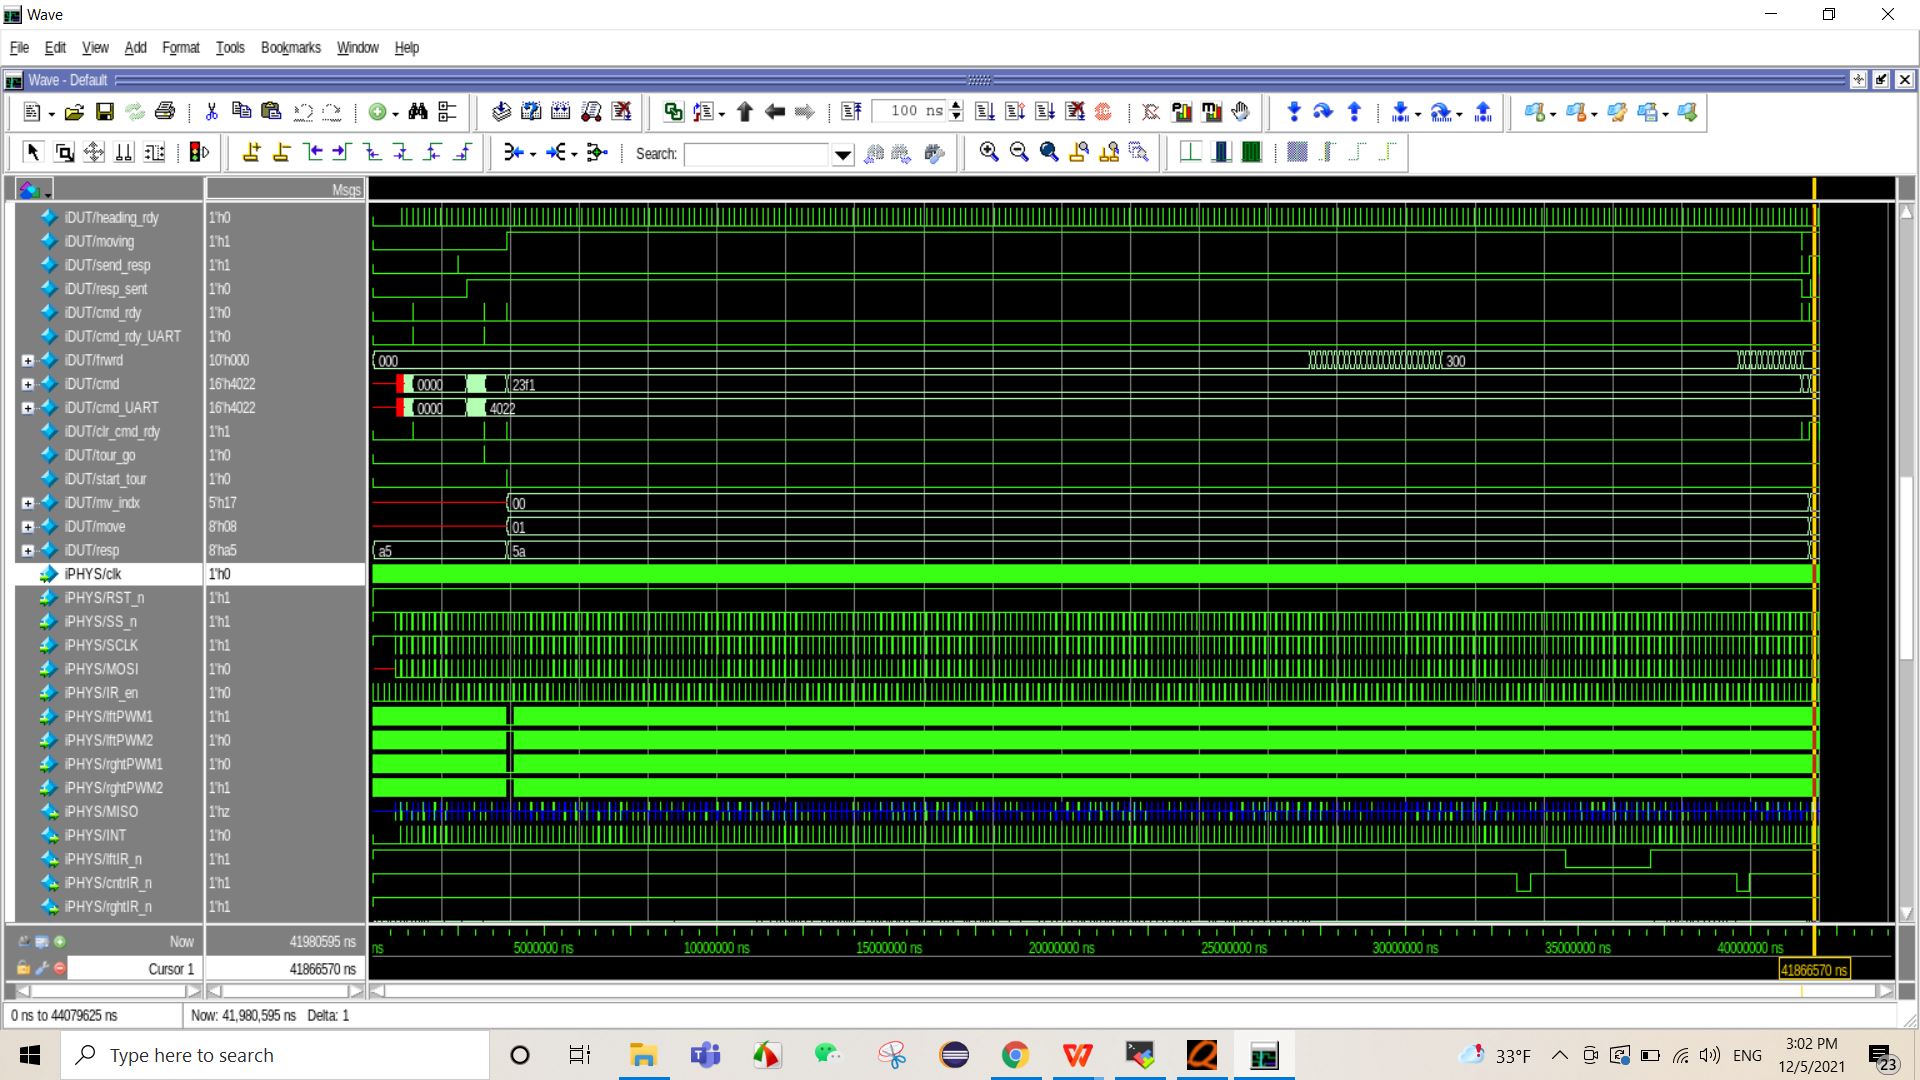 Wave
File Edit View Add Format Tools Bookmarks Window Help
Wave - Default
100 ns
Search:
Msgs
iDUT/heading_rdy 1'h0
iDUT/moving 1'h1
iDUT/send_resp 1'h1
iDUT/resp_sent 1'h0
iDUT/cmd_rdy 1'h0
iDUT/cmd_rdy_UART 1'h0
iDUT/frwrd 10'h000 000 300
iDUT/cmd 16'h4022 0000 23f1
iDUT/cmd_UART 16'h4022 0000 4022
iDUT/clr_cmd_rdy 1'h1
iDUT/tour_go 1'h0
iDUT/start_tour 1'h0
iDUT/mv_indx 5'h17 00
iDUT/move 8'h08 01
iDUT/resp 8'ha5 a5 5a
iPHYS/clk 1'h0
iPHYS/RST_n 1'h1
iPHYS/SS_n 1'h1
iPHYS/SCLK 1'h1
iPHYS/MOSI 1'h0
iPHYS/IR_en 1'h0
iPHYS/lftPWM1 1'h1
iPHYS/lftPWM2 1'h0
iPHYS/rghtPWM1 1'h0
iPHYS/rghtPWM2 1'h1
iPHYS/MISO 1'hz
iPHYS/INT 1'h0
iPHYS/lftIR_n 1'h1
iPHYS/cntrIR_n 1'h1
iPHYS/rghtIR_n 1'h1
Now 41980595 ns ns 5000000 ns 10000000 ns 15000000 ns 20000000 ns 25000000 ns 30000000 ns 35000000 ns 40000000 ns
Cursor 1 41866570 ns 41866570 ns
0 ns to 44079625 ns Now: 41,980,595 ns Delta: 1
Type here to search 33°F ENG 3:02 PM
12/5/2021 23